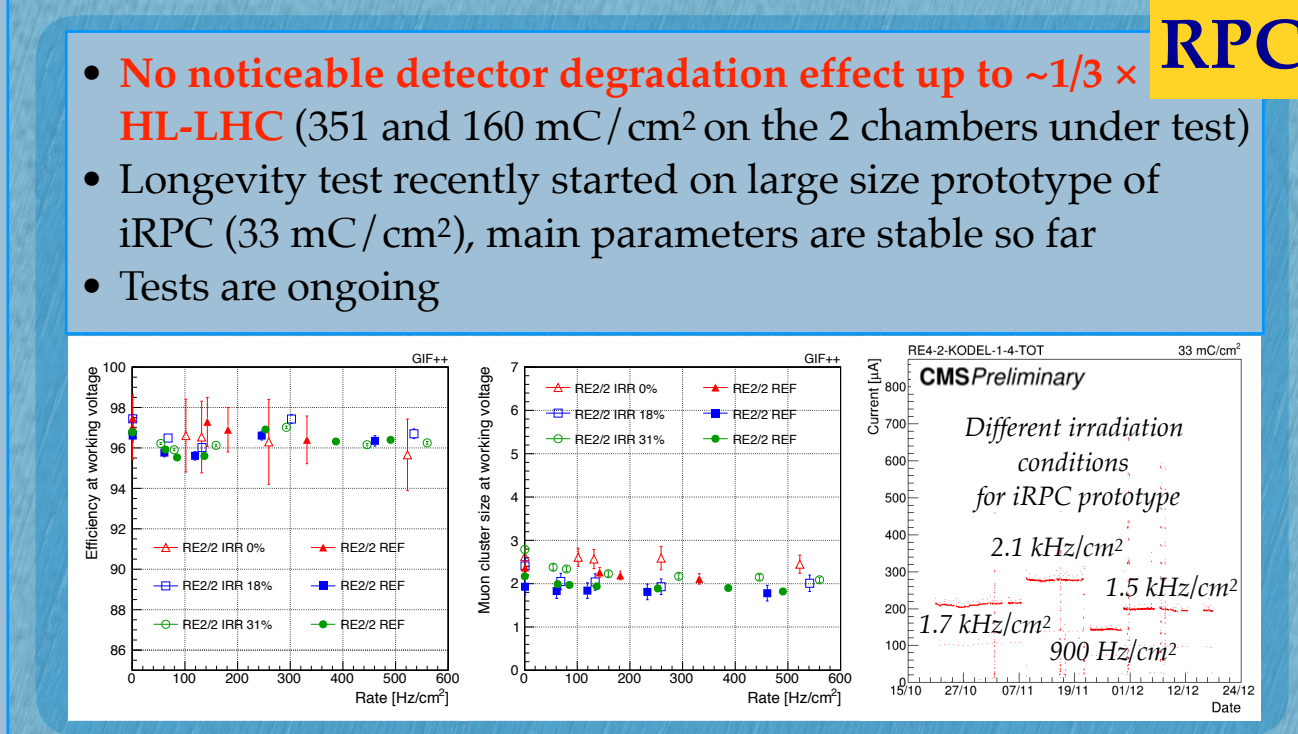 RPC
• No noticeable detector degradation effect up to ~1/3 ×
HL-LHC (351 and 160 mC/cm² on the 2 chambers under test)
• Longevity test recently started on large size prototype of
iRPC (33 mC/cm²), main parameters are stable so far
• Tests are ongoing
GIF++
Efficiency at working voltage
100
98
96
94
92
90
88
86
RE2/2 IRR 0% RE2/2 REF
RE2/2 IRR 18% RE2/2 REF
RE2/2 IRR 31% RE2/2 REF
0 100 200 300 400 500 600
Rate [Hz/cm²]
GIF++
Muon cluster size at working voltage
7
6
5
4
3
2
1
0
RE2/2 IRR 0% RE2/2 REF
RE2/2 IRR 18% RE2/2 REF
RE2/2 IRR 31% RE2/2 REF
0 100 200 300 400 500 600
Rate [Hz/cm²]
RE4-2-KODEL-1-4-TOT 33 mC/cm²
Current [μA]
800
700
600
500
400
300
200
100
0
CMS Preliminary
Different irradiation
conditions
for iRPC prototype
2.1 kHz/cm²
1.5 kHz/cm²
1.7 kHz/cm²
900 Hz/cm²
15/10 27/10 07/11 19/11 01/12 12/12 24/12
Date